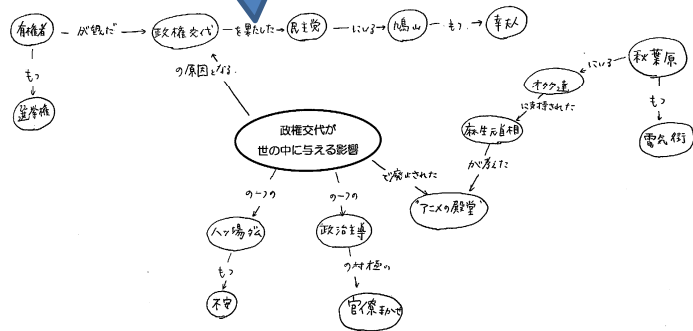 有権者 ― が望んだ → 政権交代 ― を果たした → 民主党 ― にいる → 鳩山 ― もつ → 幸夫人
もつ
選挙権
の原因となる
政権交代が
世の中に与える影響
秋葉原
にいる
オタク達
に支持された
もつ
麻生元首相
電気街
が考えた
で廃止された
"アニメの殿堂"
の一つの
の一つの
八ッ場ダム
政治主導
もつ
の対極の
不安
官僚まかせ